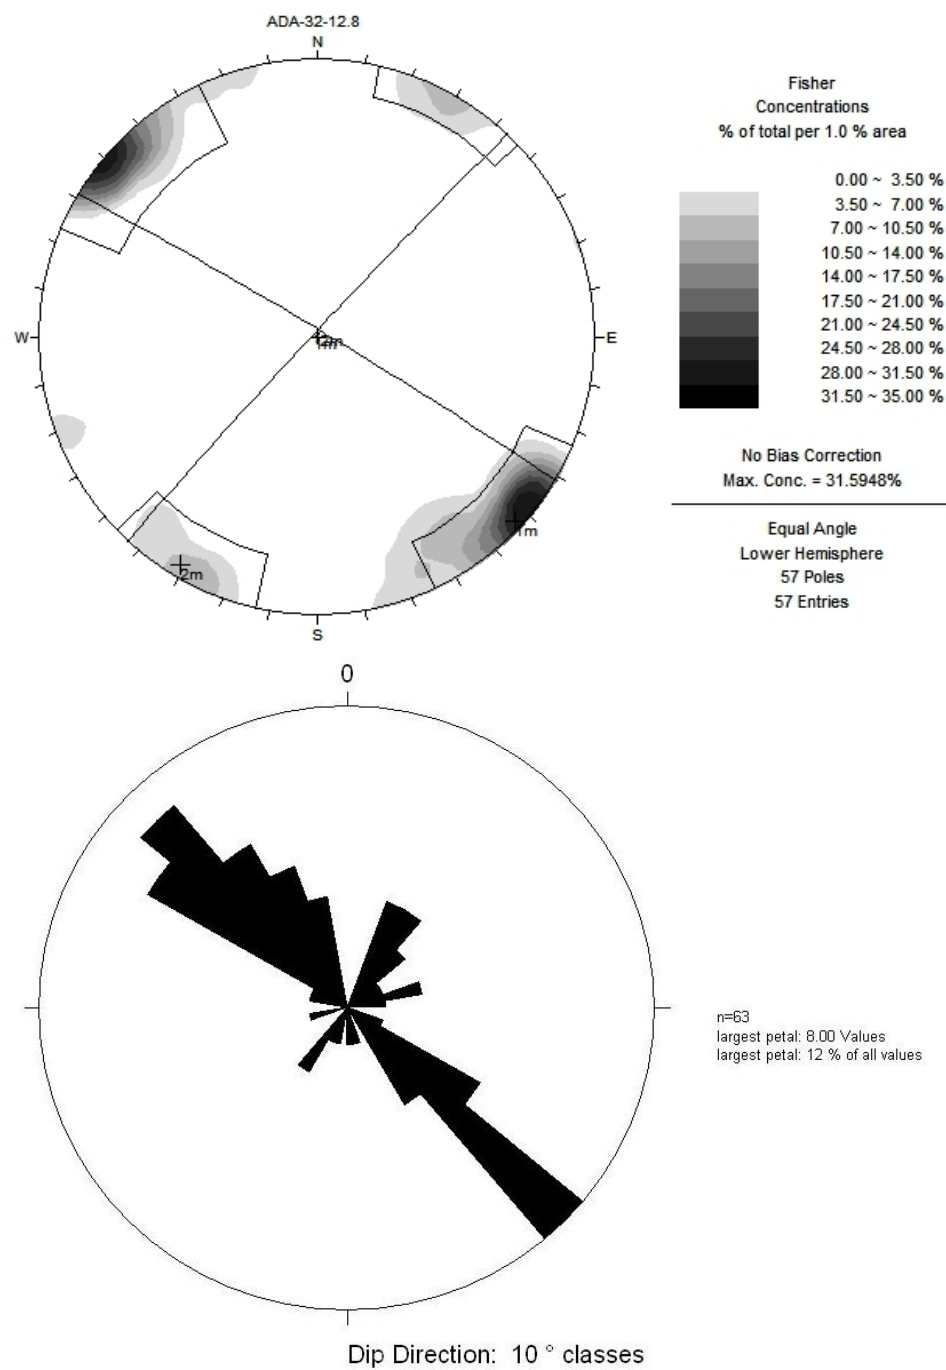 ADA-32-12.8
N
W
E
S
1m
2m
Fisher
Concentrations
% of total per 1.0 % area
0.00 ~ 3.50 %
3.50 ~ 7.00 %
7.00 ~ 10.50 %
10.50 ~ 14.00 %
14.00 ~ 17.50 %
17.50 ~ 21.00 %
21.00 ~ 24.50 %
24.50 ~ 28.00 %
28.00 ~ 31.50 %
31.50 ~ 35.00 %
No Bias Correction
Max. Conc. = 31.5948%
Equal Angle
Lower Hemisphere
57 Poles
57 Entries
0
n=63
largest petal: 8.00 Values
largest petal: 12 % of all values
Dip Direction: 10 ° classes